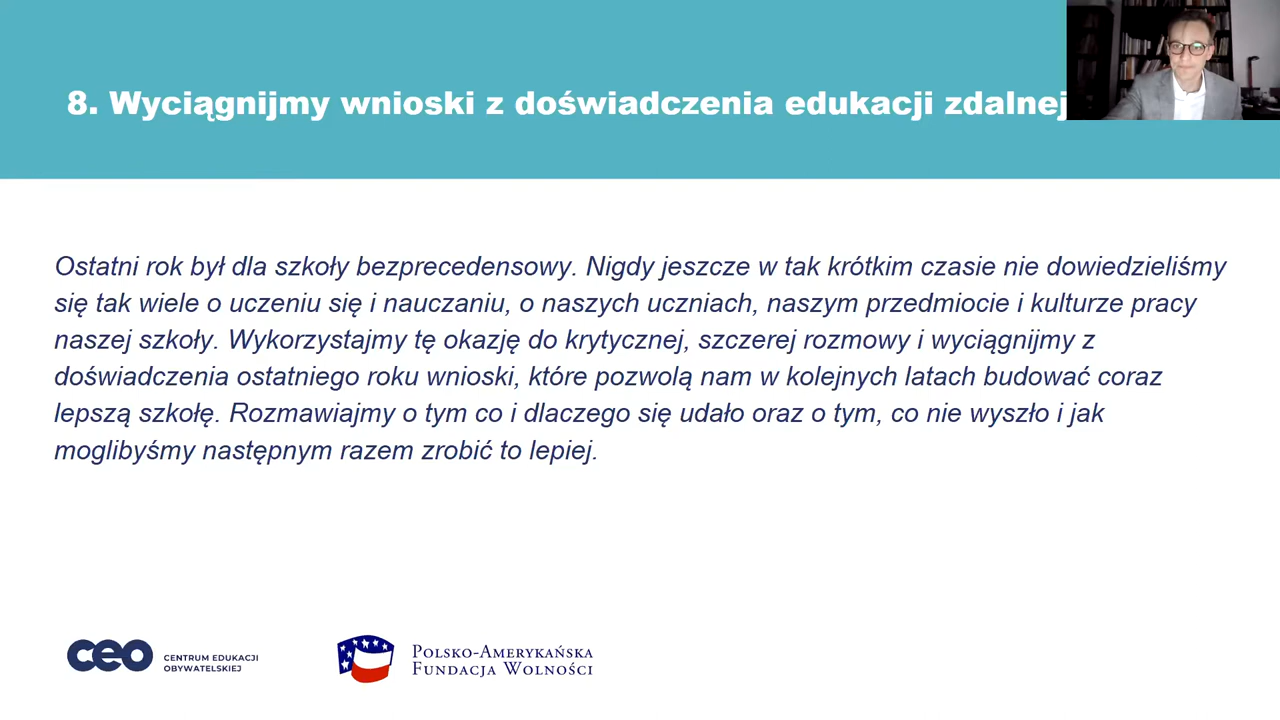 8. Wyciągnijmy wnioski z doświadczenia edukacji zdalnej
Ostatni rok był dla szkoły bezprecedensowy. Nigdy jeszcze w tak krótkim czasie nie dowiedzieliśmy
się tak wiele o uczeniu się i nauczaniu, o naszych uczniach, naszym przedmiocie i kulturze pracy
naszej szkoły. Wykorzystajmy tę okazję do krytycznej, szczerej rozmowy i wyciągnijmy z
doświadczenia ostatniego roku wnioski, które pozwolą nam w kolejnych latach budować coraz
lepszą szkołę. Rozmawiajmy o tym co i dlaczego się udało oraz o tym, co nie wyszło i jak
moglibyśmy następnym razem zrobić to lepiej.
ceo
CENTRUM EDUKACJI
OBYWATELSKIEJ
POLSKO-AMERYKAŃSKA
FUNDACJA WOLNOŚCI